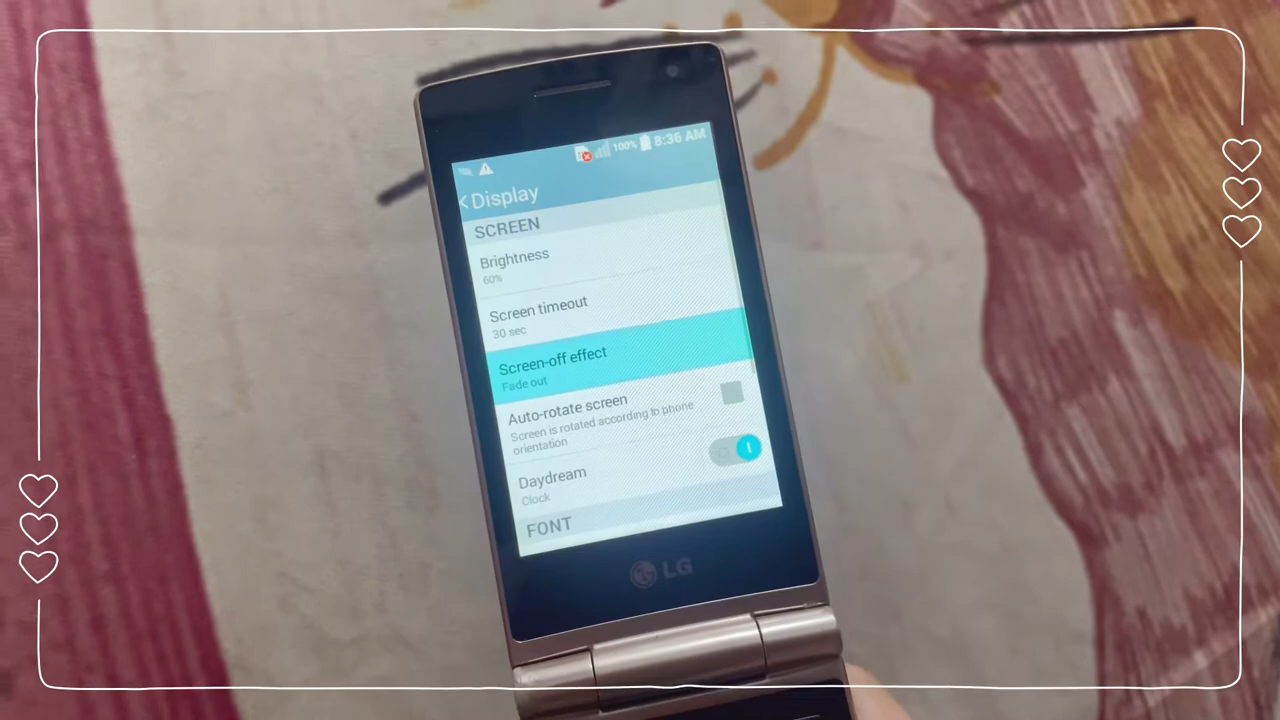 100% 8:36 AM
Display
SCREEN
Brightness
60%
Screen timeout
30 sec
Screen-off effect
Fade out
Auto-rotate screen
Screen is rotated according to phone
orientation
Daydream
Clock
FONT
LG